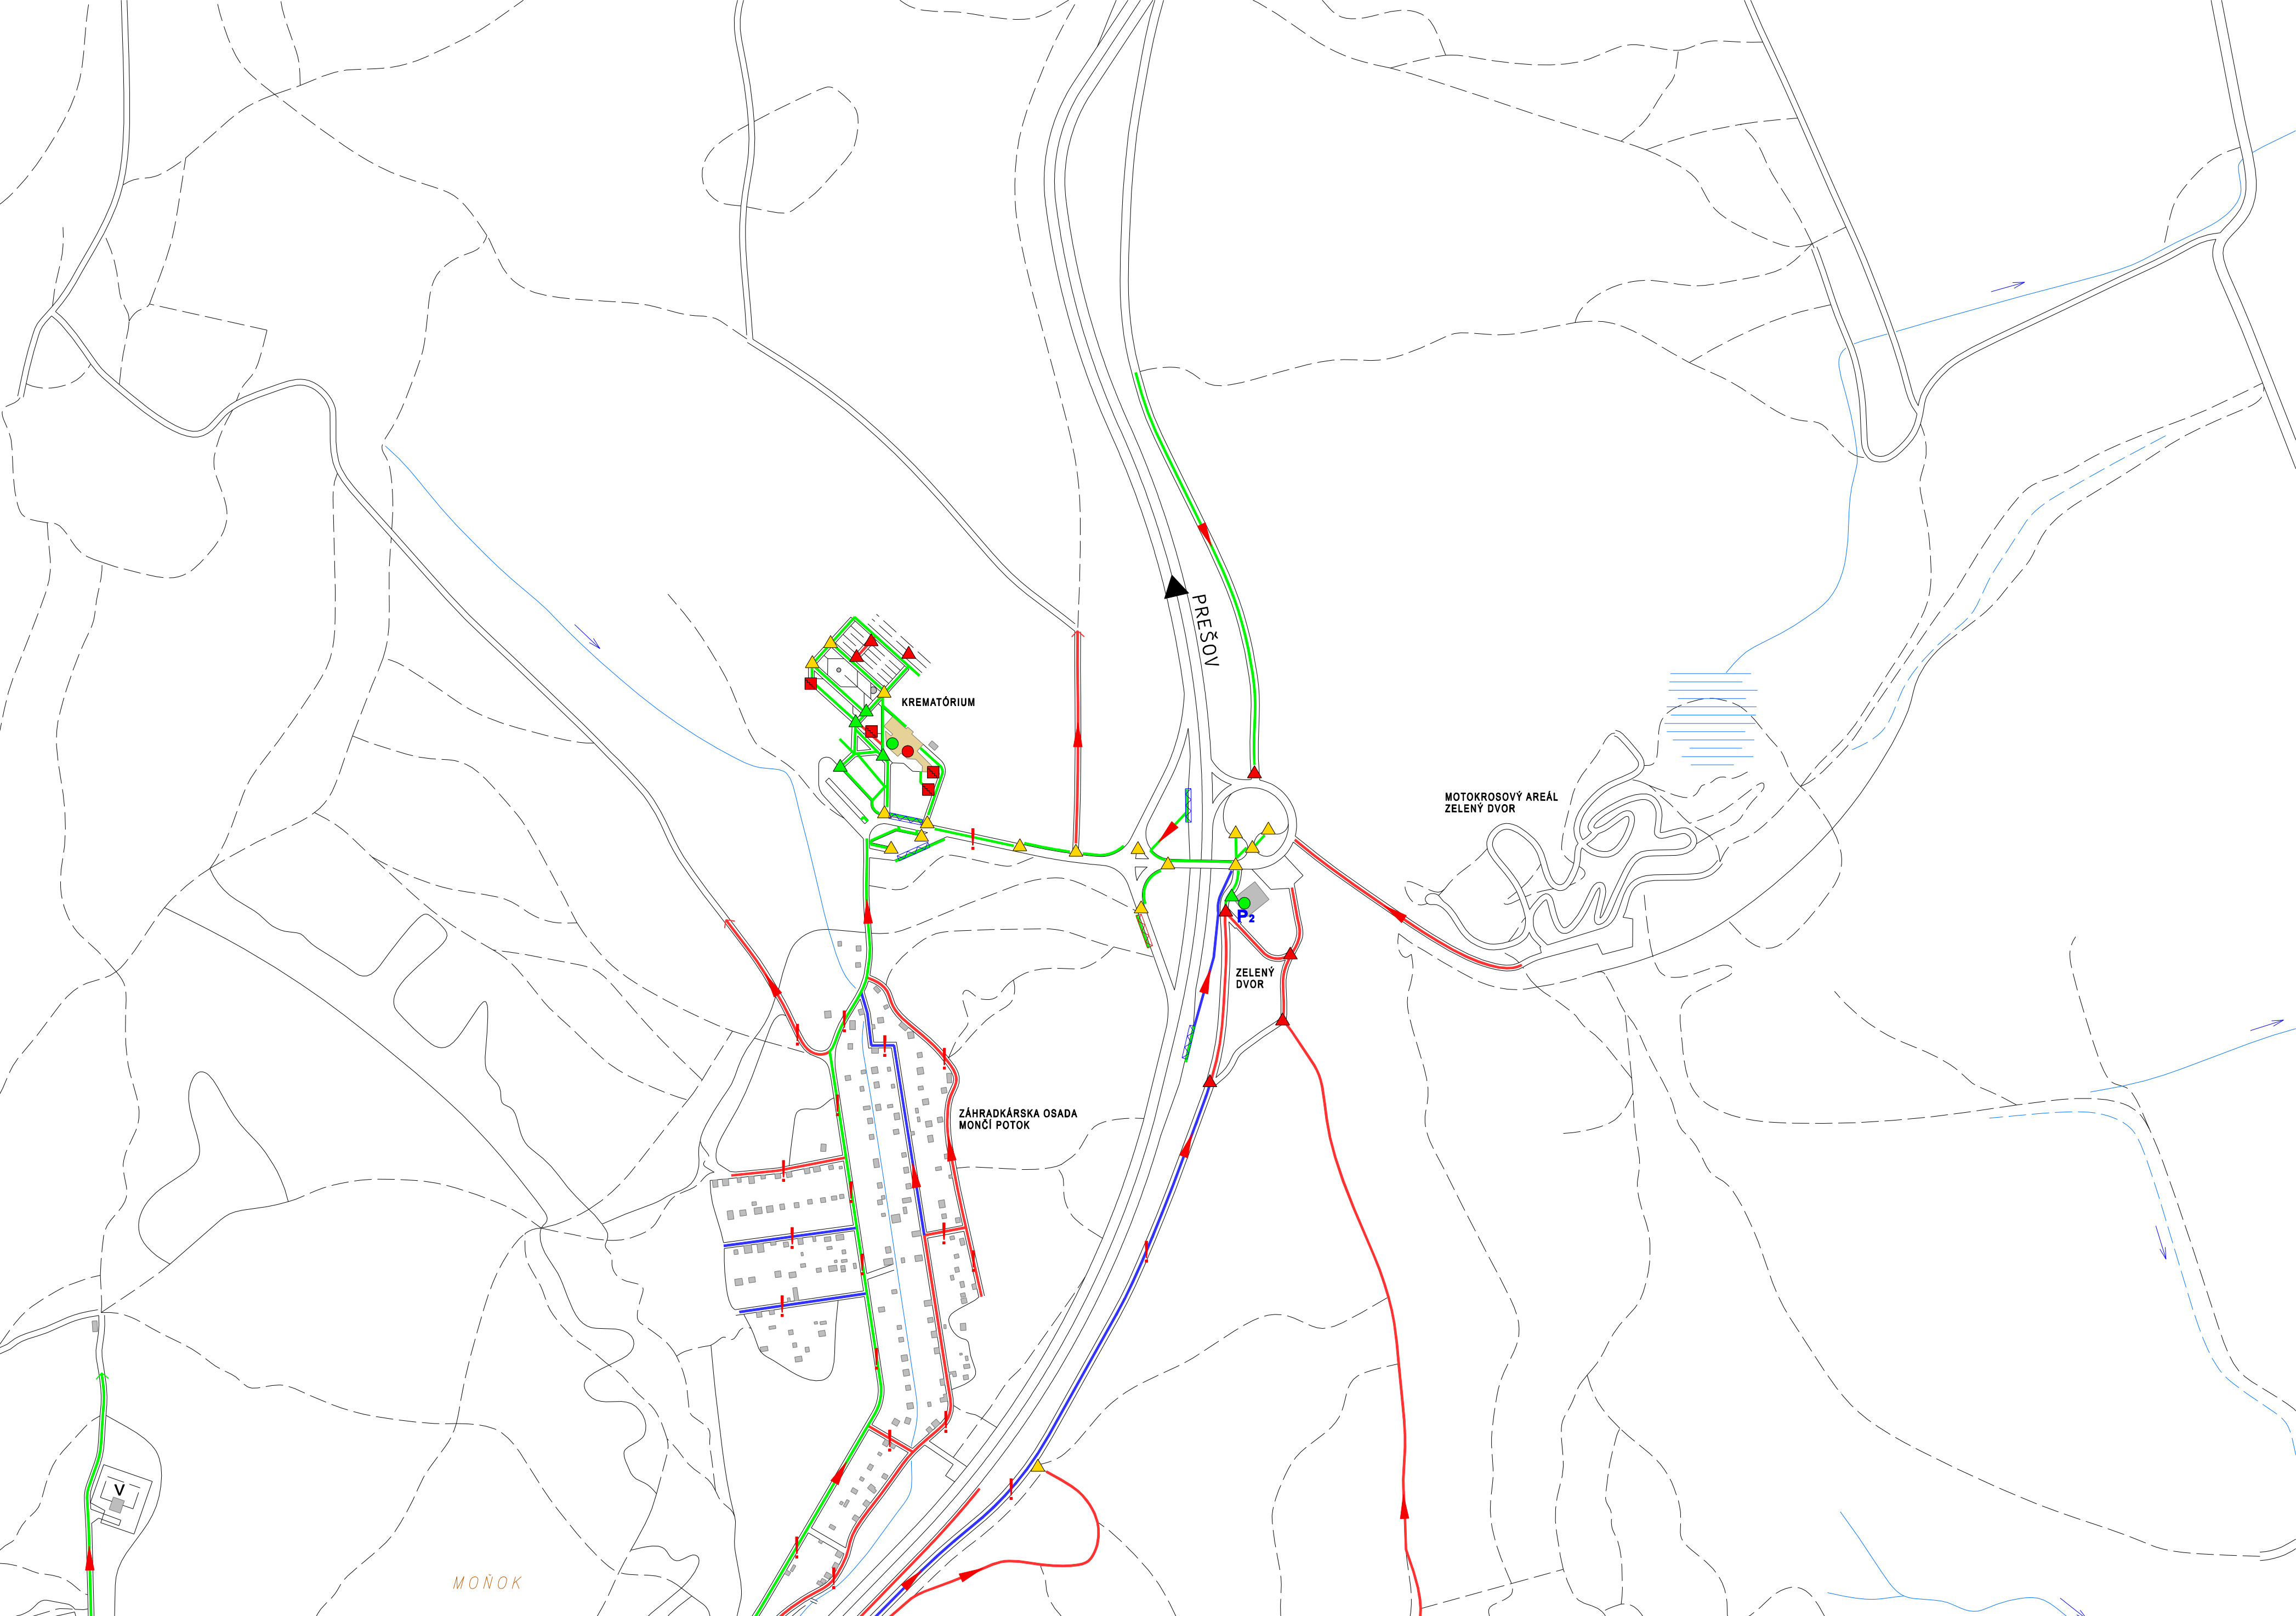 PREŠOV
KREMATÓRIUM
MOTOKROSOVÝ AREÁL
ZELENÝ DVOR
P2
ZELENÝ
DVOR
ZÁHRADKÁRSKA OSADA
MONČÍ POTOK
V
MOŇOK